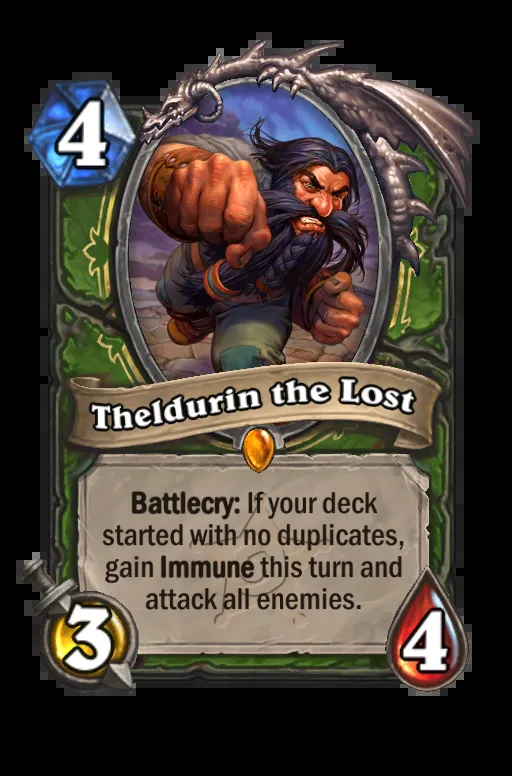 4
Theldurin the Lost
Battlecry: If your deck
started with no duplicates,
gain Immune this turn and
attack all enemies.
3
4